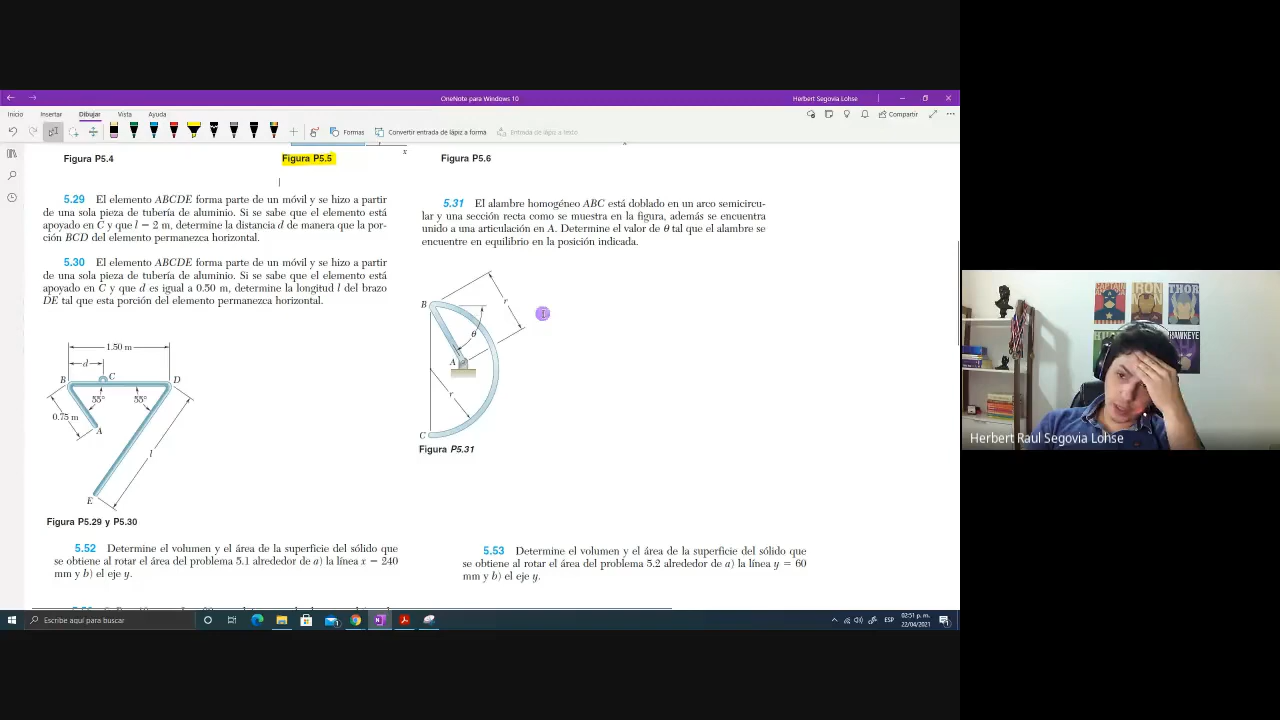 OneNote para Windows 10
Herbert Segovia Lohse
Inicio Insertar Dibujar Vista Ayuda
Compartir
Formas Convertir entrada de lápiz a forma Entrada de lápiz a texto
x
Figura P5.4 Figura P5.5 Figura P5.6
5.29 El elemento ABCDE forma parte de un móvil y se hizo a partir
de una sola pieza de tubería de aluminio. Si se sabe que el elemento está
apoyado en C y que l = 2 m, determine la distancia d de manera que la por-
ción BCD del elemento permanezca horizontal.
5.30 El elemento ABCDE forma parte de un móvil y se hizo a partir
de una sola pieza de tubería de aluminio. Si se sabe que el elemento está
apoyado en C y que d es igual a 0.50 m, determine la longitud l del brazo
DE tal que esta porción del elemento permanezca horizontal.
1.50 m
d
B C D
55° 55°
0.75 m
A
l
E
Figura P5.29 y P5.30
5.31 El alambre homogéneo ABC está doblado en un arco semicircu-
lar y una sección recta como se muestra en la figura, además se encuentra
unido a una articulación en A. Determine el valor de θ tal que el alambre se
encuentre en equilibrio en la posición indicada.
B
r
θ
A
r
C
Figura P5.31
5.52 Determine el volumen y el área de la superficie del sólido que
se obtiene al rotar el área del problema 5.1 alrededor de a) la línea x = 240
mm y b) el eje y.
5.53 Determine el volumen y el área de la superficie del sólido que
se obtiene al rotar el área del problema 5.2 alrededor de a) la línea y = 60
mm y b) el eje y.
Escribe aquí para buscar
ESP
02:51 p. m.
22/04/2021
CAPTAIN
IRON
THOR
HAWKEYE
Herbert Raul Segovia Lohse